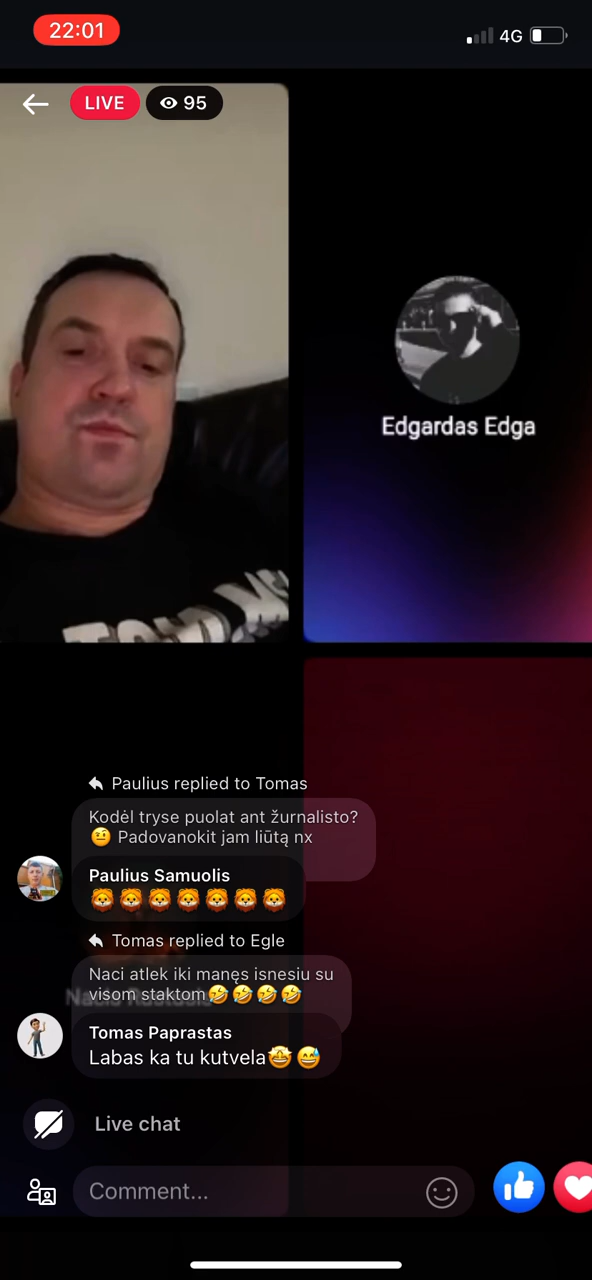 22:01
4G
LIVE
95
Edgardas Edga
Paulius replied to Tomas
Kodėl tryse puolat ant žurnalisto?
🤨 Padovanokit jam liūtą nx
Paulius Samuolis
🦁🦁🦁🦁🦁🦁🦁
Tomas replied to Egle
Naci atlek iki manęs isnesiu su
visom staktom🤣🤣🤣🤣
Tomas Paprastas
Labas ka tu kutvela🤩😅
Live chat
Comment...